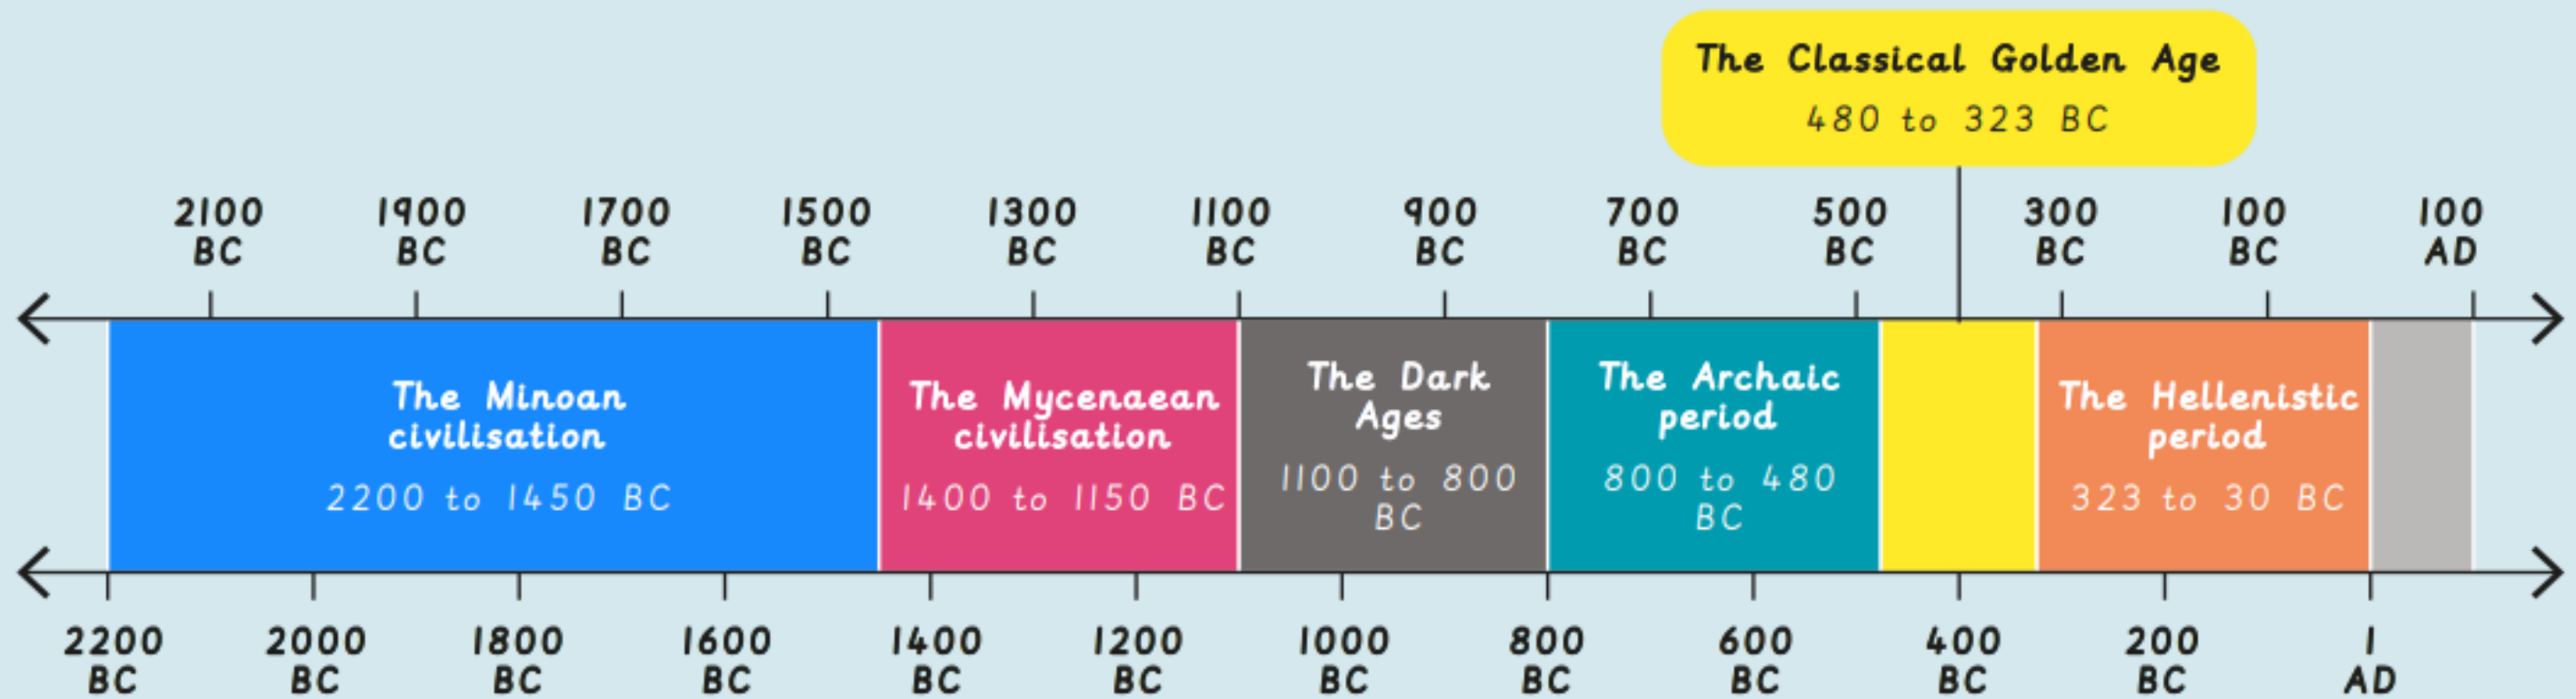 The Classical Golden Age
480 to 323 BC
2100 1900 1700 1500 1300 1100 900 700 500 300 100 100
BC BC BC BC BC BC BC BC BC BC BC AD
The Minoan
civilisation
2200 to 1450 BC
The Mycenaean
civilisation
1400 to 1150 BC
The Dark
Ages
1100 to 800
BC
The Archaic
period
800 to 480
BC
The Hellenistic
period
323 to 30 BC
2200 2000 1800 1600 1400 1200 1000 800 600 400 200 1
BC BC BC BC BC BC BC BC BC BC BC AD